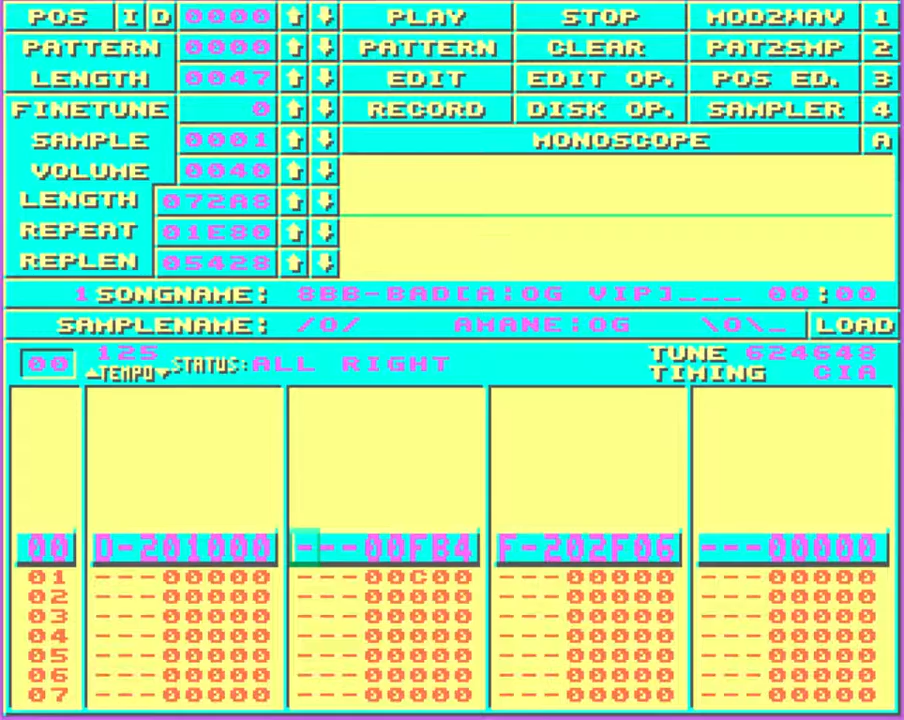 POS I D 0000 PLAY STOP MOD2WAV 1
PATTERN 0000 PATTERN CLEAR PAT2SMP 2
LENGTH 0047 EDIT EDIT OP. POS ED. 3
FINETUNE 0 RECORD DISK OP. SAMPLER 4
SAMPLE 0001 MONOSCOPE A
VOLUME 0040
LENGTH 072A8
REPEAT 01E80
REPLEN 05428
1 SONGNAME: 8BB-BAD[A:OG VIP]___ 00:00
SAMPLENAME: /O/ AMANE:OG \O\_ LOAD
00 125 TEMPO STATUS: ALL RIGHT TUNE 624648
TIMING CIA
00 D-201000 ---00FB4 F-202F06 ---00000
01 ---00000 ---00C00 ---00000 ---00000
02 ---00000 ---00000 ---00000 ---00000
03 ---00000 ---00000 ---00000 ---00000
04 ---00000 ---00000 ---00000 ---00000
05 ---00000 ---00000 ---00000 ---00000
06 ---00000 ---00000 ---00000 ---00000
07 ---00000 ---00000 ---00000 ---00000